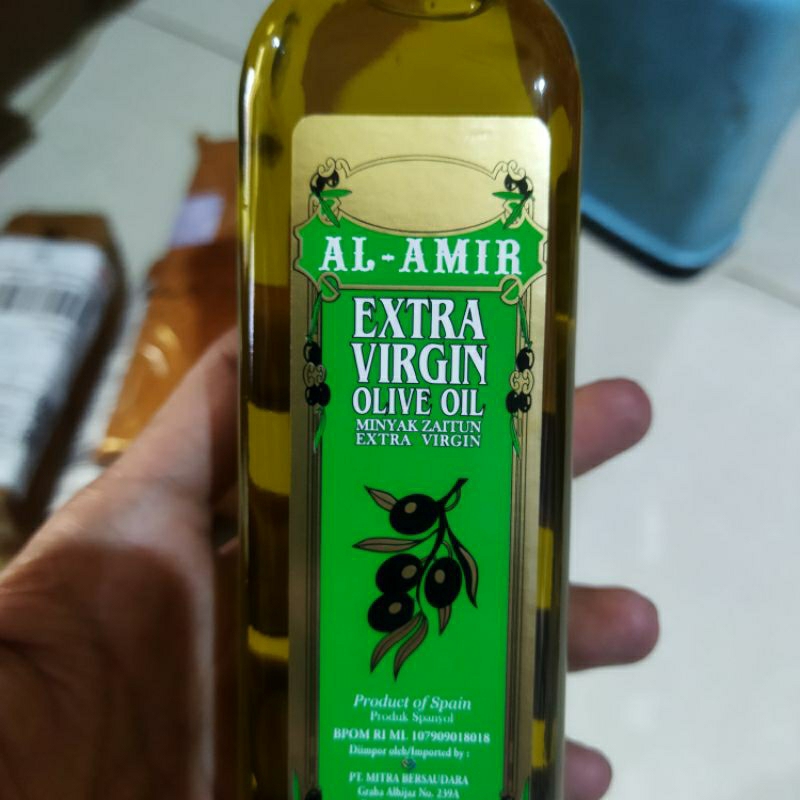 AL-AMIR
EXTRA
VIRGIN
OLIVE OIL
MINYAK ZAITUN
EXTRA VIRGIN
Product of Spain
Produk Spanyol
BPOM RI ML 107909018018
Diimpor oleh/Imported by :
PT. MITRA BERSAUDARA
Graha Alhijaz No. 239A